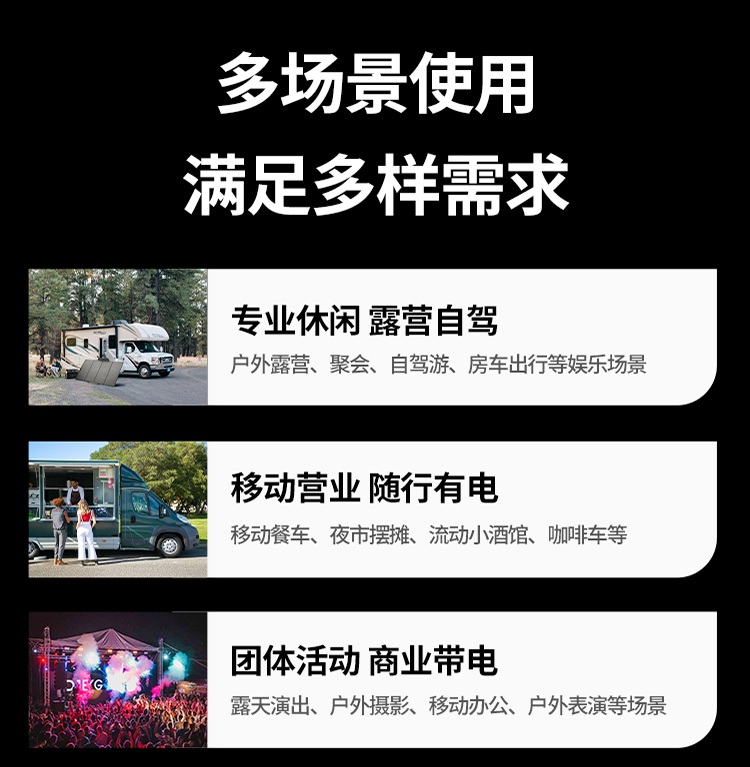 多场景使用
满足多样需求
专业休闲 露营自驾
户外露营、聚会、自驾游、房车出行等娱乐场景
移动营业 随行有电
移动餐车、夜市摆摊、流动小酒馆、咖啡车等
团体活动 商业带电
露天演出、户外摄影、移动办公、户外表演等场景